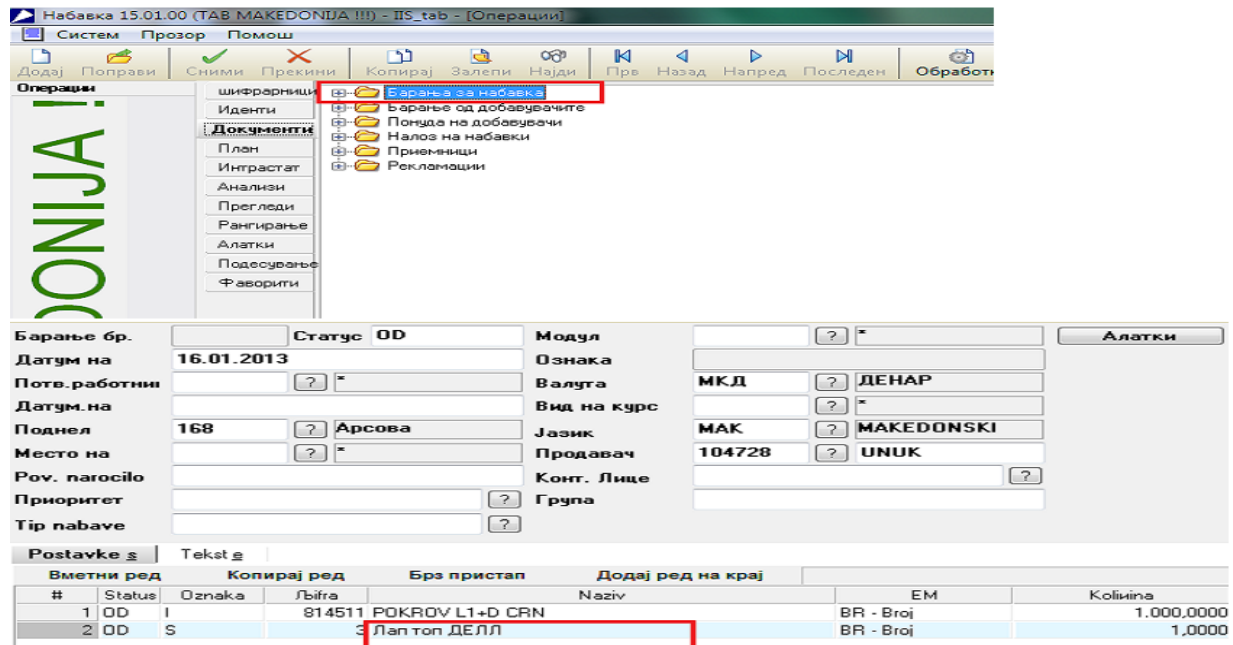 Набавка 15.01.00 (TAB MAKEDONIJA !!!) - IIS_tab - [Операции]
Систем Прозор Помош
Додај Поправи Сними Прекини Копирај Залепи Најди Прв Назад Напред Последен Обработ
Операции
шифрарници
Иденти
Документи
План
Интрастат
Анализи
Прегледи
Рангирање
Алатки
Подесување
Фаворити
Барања за набавка
Барање од добавувачите
Понуда на добавувачи
Налоз на набавки
Приемници
Рекламации
DONIJA !
Барање бр. Статус OD Модул ? * Алатки
Датум на 16.01.2013 Ознака
Потв.работник ? * Валута МКД ? ДЕНАР
Датум.на Вид на курс ? *
Поднел 168 ? Арсова Јазик МАК ? MAKEDONSKI
Место на ? * Продавач 104728 ? UNUK
Pov. narocilo Конт. Лице ?
Приоритет ? Група
Tip nabave ?
Postavke s Tekst e
Вметни ред Копирај ред Брз пристап Додај ред на крај
# Status Oznaka Љifra Naziv EM Koliиina
1 OD I 814511 POKROV L1+D CRN BR - Broj 1.000,0000
2 OD S 3 Лап топ ДЕЛЛ BR - Broj 1,0000